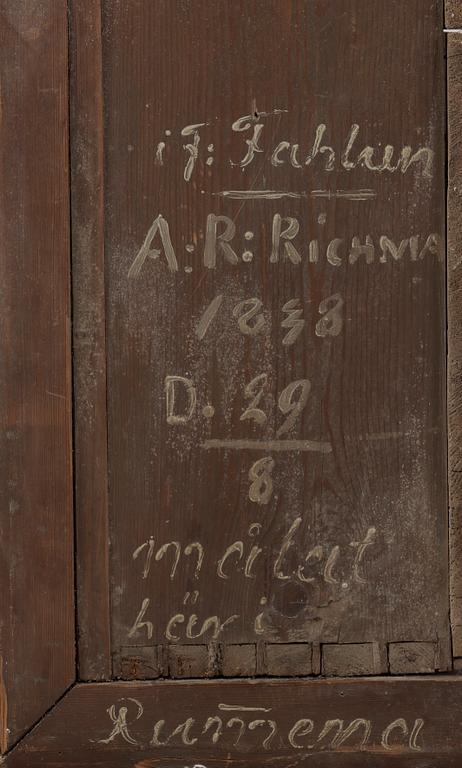 i F: Fahlun
A: R: RICHMA
1838
D. 29
8
målat
här i
Rummena